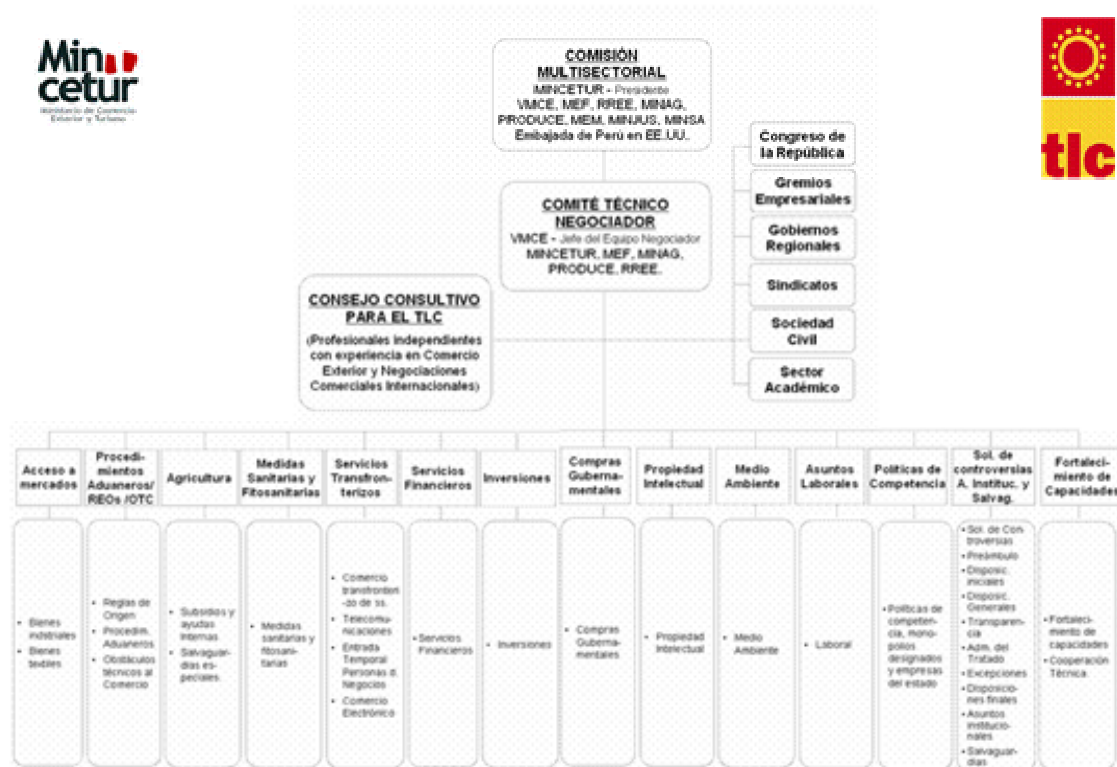 Min
cetur
Ministerio de Comercio
Exterior y Turismo
tlc
COMISIÓN
MULTISECTORIAL
MINCETUR - Presidente
VMCE, MEF, RREE, MINAG,
PRODUCE, MEM, MINJUS, MINSA
Embajada de Perú en EE.UU.
COMITÉ TÉCNICO
NEGOCIADOR
VMCE - Jefe del Equipo Negociador
MINCETUR, MEF, MINAG,
PRODUCE, RREE.
Congreso de
la República
Gremios
Empresariales
Gobiernos
Regionales
Sindicatos
Sociedad
Civil
Sector
Académico
CONSEJO CONSULTIVO
PARA EL TLC
(Profesionales independientes
con experiencia en Comercio
Exterior y Negociaciones
Comerciales Internacionales)
Acceso a
mercados
Procedi-
mientos
Aduaneros/
REOs /OTC
Agricultura
Medidas
Sanitarias y
Fitosanitarias
Servicios
Transfron-
terizos
Servicios
Financieros
Inversiones
Compras
Guberna-
mentales
Propiedad
Intelectual
Medio
Ambiente
Asuntos
Laborales
Políticas de
Competencia
Sol. de
controversias
A. Instituc. y
Salvag.
Fortaleci-
miento de
Capacidades
• Bienes
indstriales
• Bienes
textiles
• Reglas de
Origen
• Procedim.
Aduaneros
• Obstáculos
técnicos al
Comercio
• Subsidios y
ayudas
Internas
• Salvaguar-
dias es-
peciales.
• Medidas
sanitarias y
fitosani-
tarias
• Comercio
transfronteri
-zo de ss.
• Telecomu-
nicaciones
• Entrada
Temporal
Personas d.
Negocios
• Comercio
Electrónico
• Servicios
Financieros
• Inversiones
• Compras
Guberna-
mentales
• Propiedad
Intelectual
• Medio
Ambiente
• Laboral
• Políticas de
competen-
cia, mono-
polios
designados
y empresas
del estado
• Sol. de Con
troversias
• Preámbulo
• Disposic.
iniciales
• Disposic.
Generales
• Transparen-
cia
• Adm. del
Tratado
• Excepciones
• Disposicio-
nes finales
• Asuntos
institucio-
nales
• Salvaguar-
dias
• Fortaleci-
miento de
capacidades
• Cooperación
Técnica.